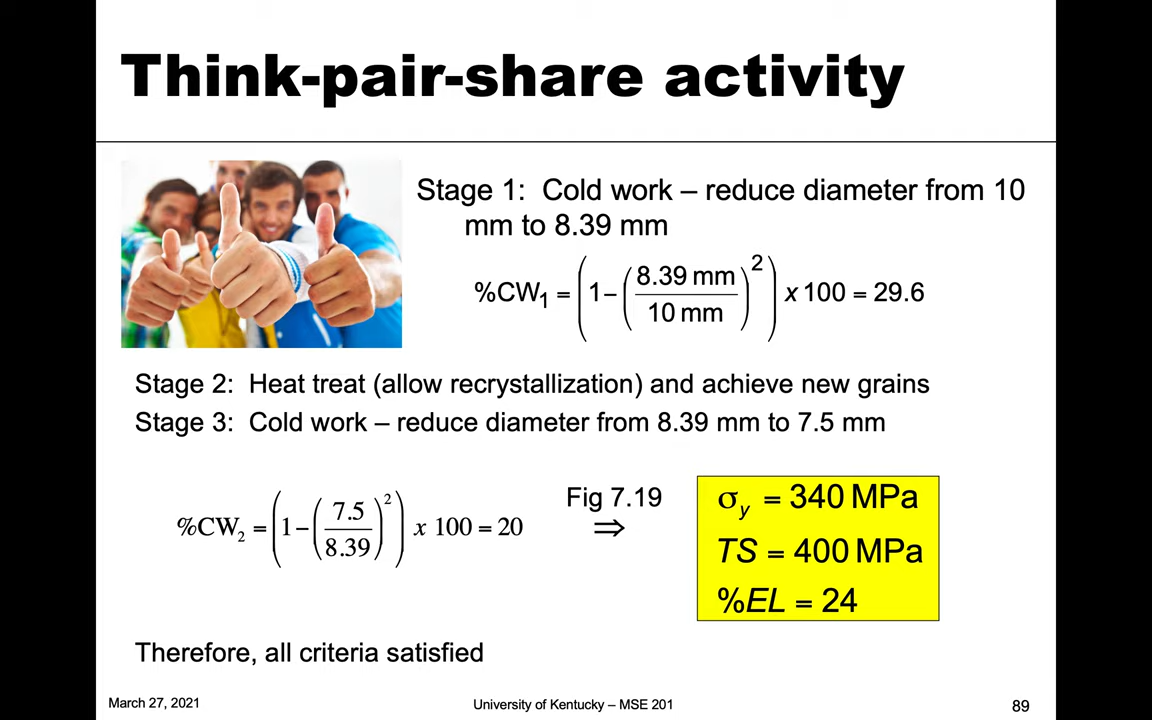 Think-pair-share activity
Stage 1: Cold work – reduce diameter from 10
mm to 8.39 mm
%CW₁ = (1 − (8.39 mm / 10 mm)²) x 100 = 29.6
Stage 2: Heat treat (allow recrystallization) and achieve new grains
Stage 3: Cold work – reduce diameter from 8.39 mm to 7.5 mm
%CW₂ = (1 − (7.5 / 8.39)²) x 100 = 20
Fig 7.19
⇒
σy = 340 MPa
TS = 400 MPa
%EL = 24
Therefore, all criteria satisfied
March 27, 2021
University of Kentucky – MSE 201
89